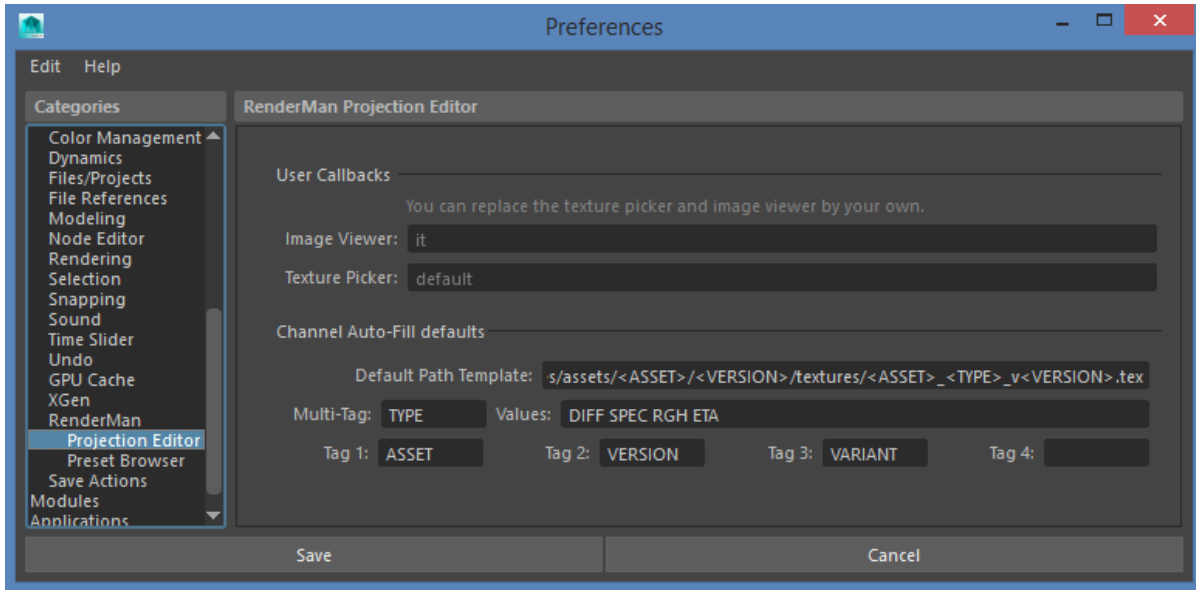 Preferences
Edit Help
Categories
RenderMan Projection Editor
Color Management
Dynamics
Files/Projects
File References
Modeling
Node Editor
Rendering
Selection
Snapping
Sound
Time Slider
Undo
GPU Cache
XGen
RenderMan
Projection Editor
Preset Browser
Save Actions
Modules
Applications
User Callbacks
You can replace the texture picker and image viewer by your own.
Image Viewer: it
Texture Picker: default
Channel Auto-Fill defaults
Default Path Template: s/assets/<ASSET>/<VERSION>/textures/<ASSET>_<TYPE>_v<VERSION>.tex
Multi-Tag: TYPE Values: DIFF SPEC RGH ETA
Tag 1: ASSET Tag 2: VERSION Tag 3: VARIANT Tag 4:
Save Cancel